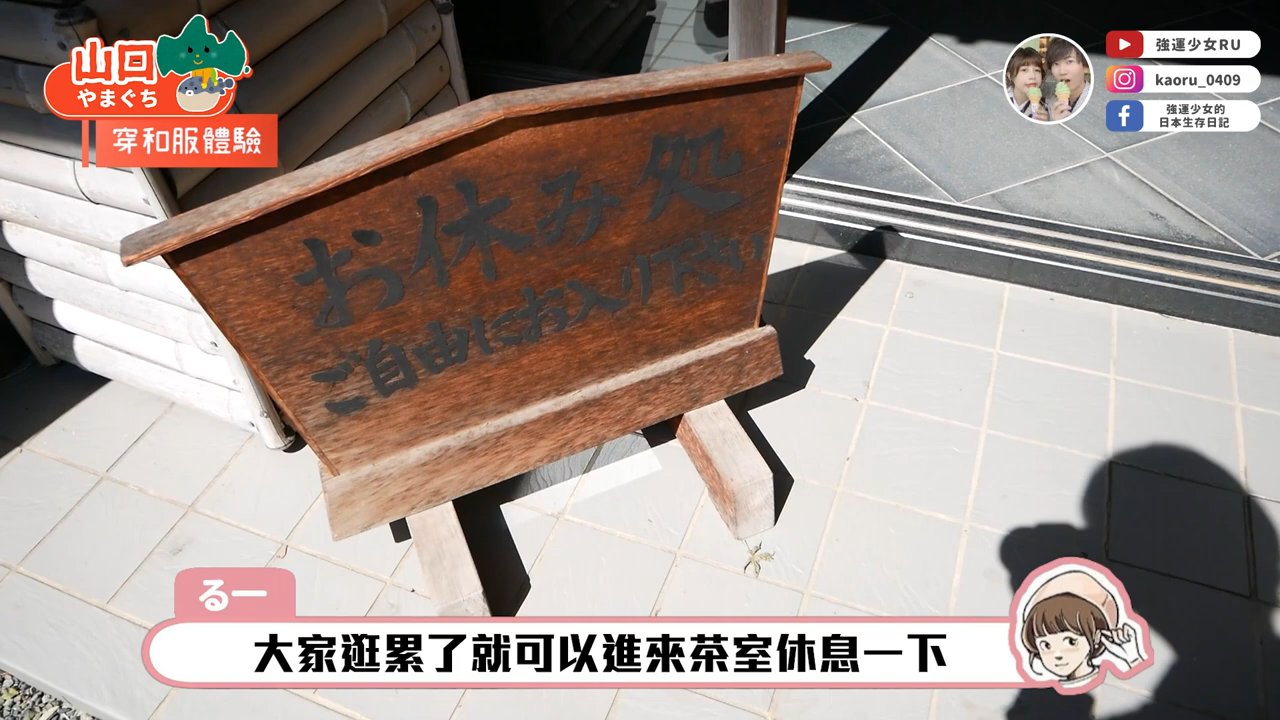 山口
やまぐち
穿和服體驗
強運少女RU
kaoru_0409
強運少女的
日本生存日記
お休み処
ご自由にお入り下さい
るー
大家逛累了就可以進來茶室休息一下